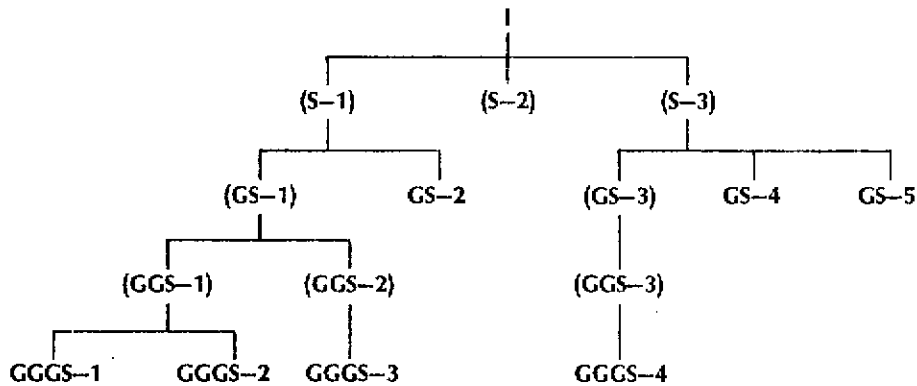 I
(S–1) (S–2) (S–3)
(GS–1) GS–2 (GS–3) GS–4 GS–5
(GGS–1) (GGS–2) (GGS–3)
GGGS–1 GGGS–2 GGGS–3 GGGS–4